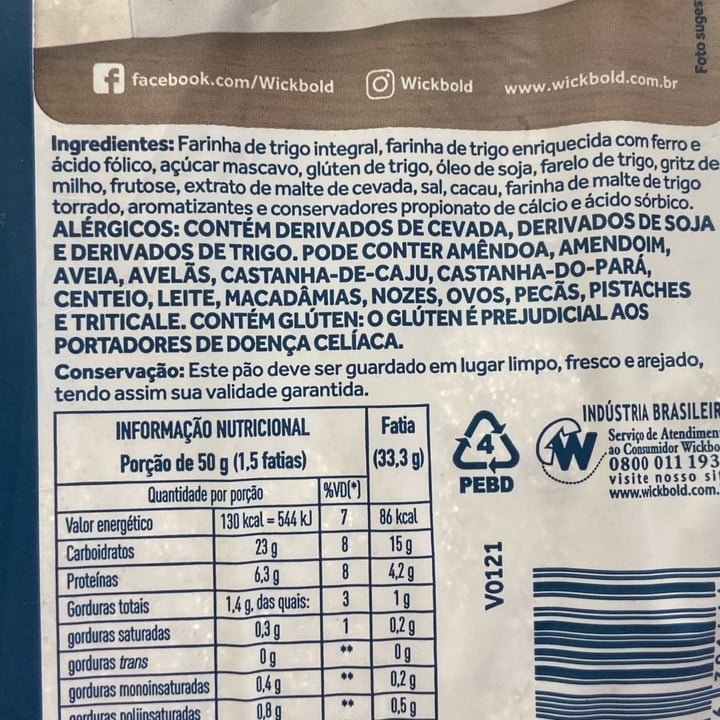 Foto suges
facebook.com/Wickbold Wickbold www.wickbold.com.br
Ingredientes: Farinha de trigo integral, farinha de trigo enriquecida com ferro e
ácido fólico, açúcar mascavo, glúten de trigo, óleo de soja, farelo de trigo, gritz de
milho, frutose, extrato de malte de cevada, sal, cacau, farinha de malte de trigo
torrado, aromatizantes e conservadores propionato de cálcio e ácido sórbico.
ALÉRGICOS: CONTÉM DERIVADOS DE CEVADA, DERIVADOS DE SOJA
E DERIVADOS DE TRIGO. PODE CONTER AMÊNDOA, AMENDOIM,
AVEIA, AVELÃS, CASTANHA-DE-CAJU, CASTANHA-DO-PARÁ,
CENTEIO, LEITE, MACADÂMIAS, NOZES, OVOS, PECÃS, PISTACHES
E TRITICALE. CONTÉM GLÚTEN: O GLÚTEN É PREJUDICIAL AOS
PORTADORES DE DOENÇA CELÍACA.
Conservação: Este pão deve ser guardado em lugar limpo, fresco e arejado,
tendo assim sua validade garantida.
INFORMAÇÃO NUTRICIONAL
Porção de 50 g (1,5 fatias)
Fatia
(33,3 g)
Quantidade por porção %VD(*)
Valor energético 130 kcal = 544 kJ 7 86 kcal
Carboidratos 23 g 8 15 g
Proteínas 6,3 g 8 4,2 g
Gorduras totais 1,4 g, das quais: 3 1 g
gorduras saturadas 0,3 g 1 0,2 g
gorduras trans 0 g ** 0 g
gorduras monoinsaturadas 0,4 g ** 0,2 g
gorduras poliinsaturadas 0,8 g ** 0,5 g
4
PEBD
V0121
W
INDÚSTRIA BRASILEIR
Serviço de Atendimen
ao Consumidor Wickbo
0800 011 193
visite nosso sit
www.wickbold.com.